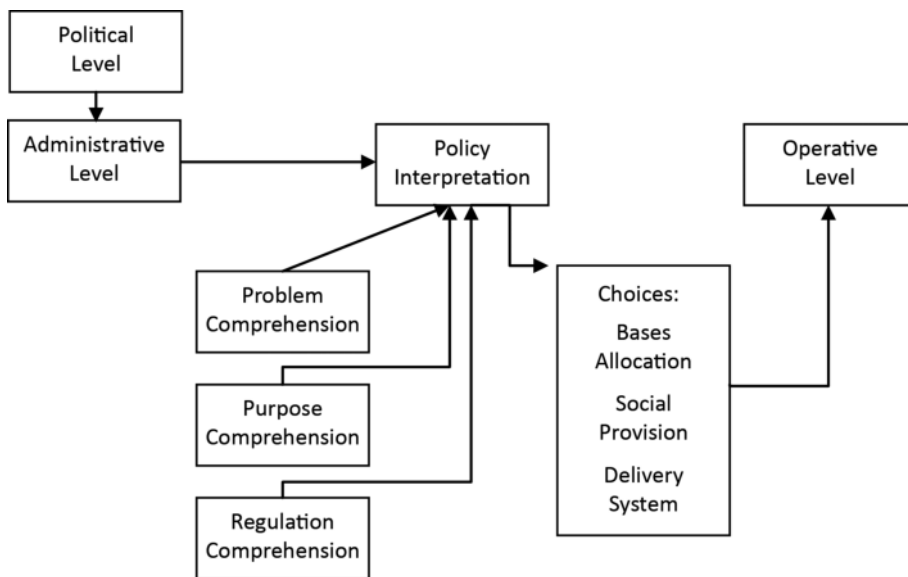 Political
Level
Administrative
Level
Policy
Interpretation
Operative
Level
Problem
Comprehension
Purpose
Comprehension
Regulation
Comprehension
Choices:
Bases
Allocation
Social
Provision
Delivery
System